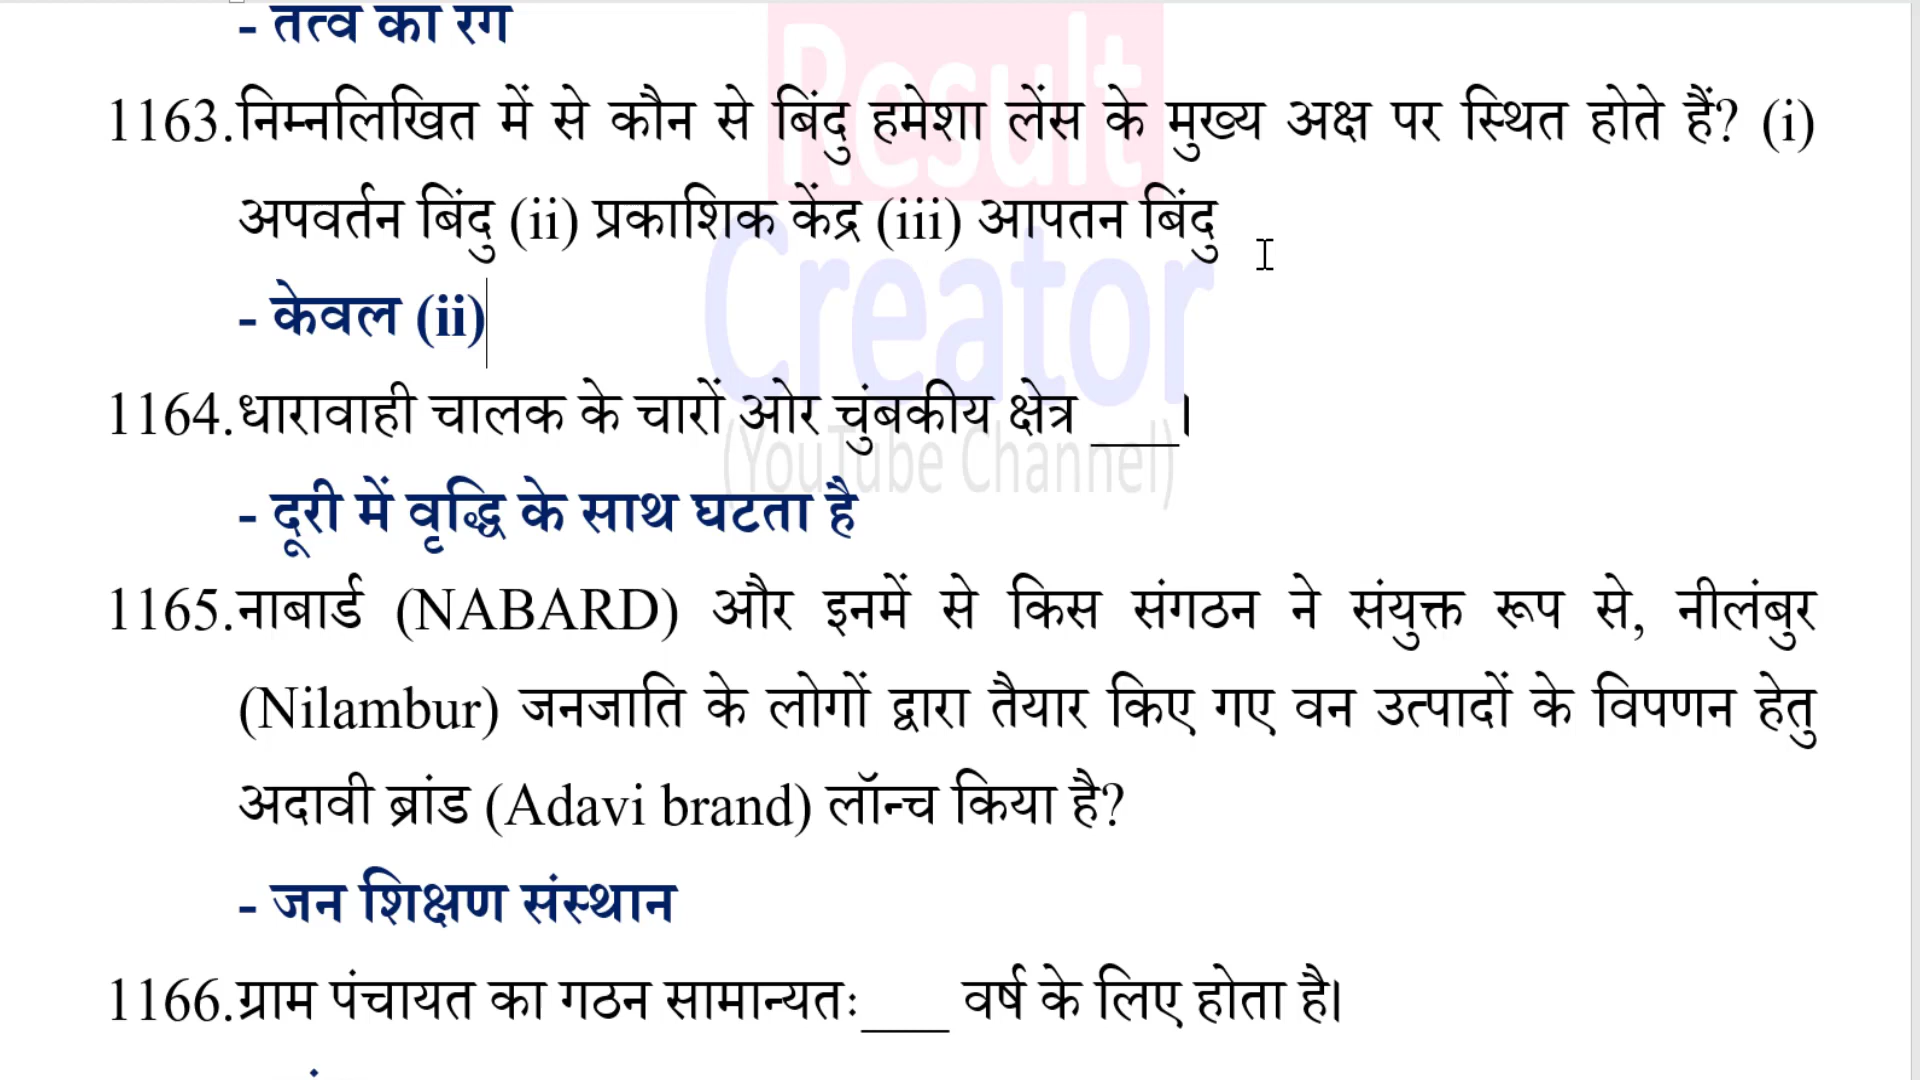 - तत्व का रंग
1163.निम्नलिखित में से कौन से बिंदु हमेशा लेंस के मुख्य अक्ष पर स्थित होते हैं? (i)
अपवर्तन बिंदु (ii) प्रकाशिक केंद्र (iii) आपतन बिंदु
- केवल (ii)
1164.धारावाही चालक के चारों ओर चुंबकीय क्षेत्र ___।
- दूरी में वृद्धि के साथ घटता है
1165.नाबार्ड (NABARD) और इनमें से किस संगठन ने संयुक्त रूप से, नीलंबुर
(Nilambur) जनजाति के लोगों द्वारा तैयार किए गए वन उत्पादों के विपणन हेतु
अदावी ब्रांड (Adavi brand) लॉन्च किया है?
- जन शिक्षण संस्थान
1166.ग्राम पंचायत का गठन सामान्यतः___ वर्ष के लिए होता है।
Result
Creator
(YouTube Channel)